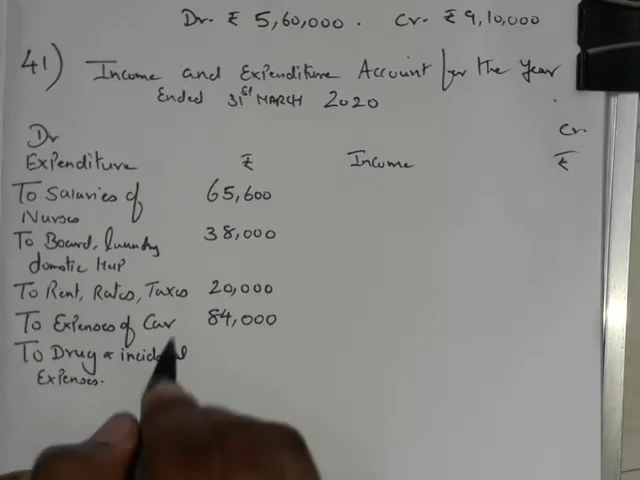 Dr. ₹ 5,60,000. Cr. ₹ 9,10,000
41) Income and Expenditure Account for the Year
Ended 31st MARCH 2020
Dr Cr.
Expenditure ₹ Income ₹
To Salaries of 65,600
Nurses
To Board, laundry 38,000
domotic Help
To Rent, Rates, Taxes 20,000
To Expenses of Car 84,000
To Drug &
Expenses.